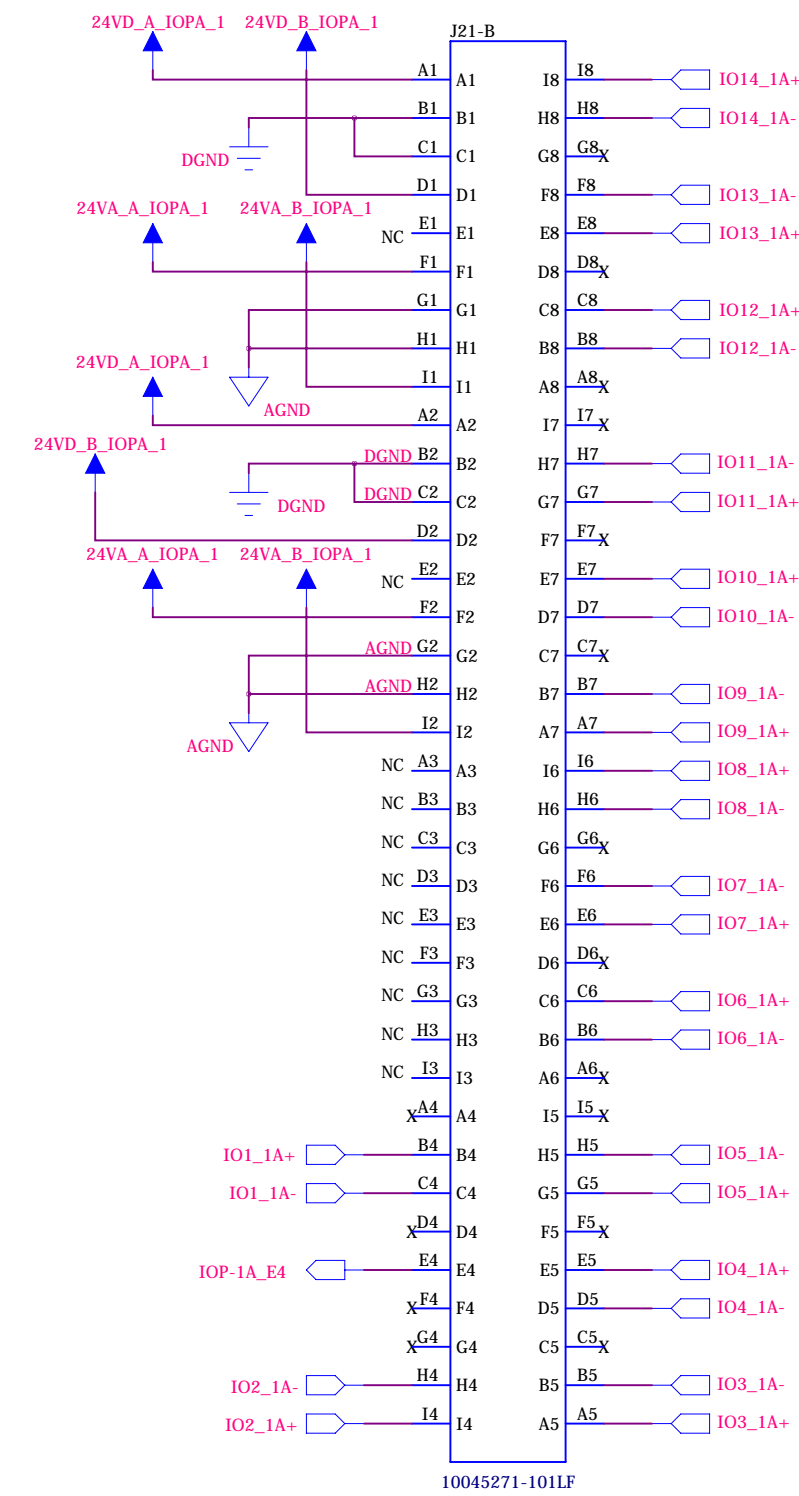 24VD_A_IOPA_1 24VD_B_IOPA_1
J21-B
A1 A1 I8 I8 IO14_1A+
B1 B1 H8 H8 IO14_1A-
DGND C1 C1 G8 G8 X
D1 D1 F8 F8 IO13_1A-
24VA_A_IOPA_1 24VA_B_IOPA_1
NC E1 E1 E8 E8 IO13_1A+
F1 F1 D8 D8 X
G1 G1 C8 C8 IO12_1A+
H1 H1 B8 B8 IO12_1A-
24VD_A_IOPA_1
I1 I1 A8 A8 X
AGND
A2 A2 I7 I7 X
24VD_B_IOPA_1
DGND B2 B2 H7 H7 IO11_1A-
DGND DGND C2 C2 G7 G7 IO11_1A+
D2 D2 F7 F7 X
24VA_A_IOPA_1 24VA_B_IOPA_1
NC E2 E2 E7 E7 IO10_1A+
F2 F2 D7 D7 IO10_1A-
AGND G2 G2 C7 C7 X
AGND H2 H2 B7 B7 IO9_1A-
AGND I2 I2 A7 A7 IO9_1A+
NC A3 A3 I6 I6 IO8_1A+
NC B3 B3 H6 H6 IO8_1A-
NC C3 C3 G6 G6 X
NC D3 D3 F6 F6 IO7_1A-
NC E3 E3 E6 E6 IO7_1A+
NC F3 F3 D6 D6 X
NC G3 G3 C6 C6 IO6_1A+
NC H3 H3 B6 B6 IO6_1A-
NC I3 I3 A6 A6 X
X A4 A4 I5 I5 X
IO1_1A+ B4 B4 H5 H5 IO5_1A-
IO1_1A- C4 C4 G5 G5 IO5_1A+
X D4 D4 F5 F5 X
IOP-1A_E4 E4 E4 E5 E5 IO4_1A+
X F4 F4 D5 D5 IO4_1A-
X G4 G4 C5 C5 X
IO2_1A- H4 H4 B5 B5 IO3_1A-
IO2_1A+ I4 I4 A5 A5 IO3_1A+
10045271-101LF